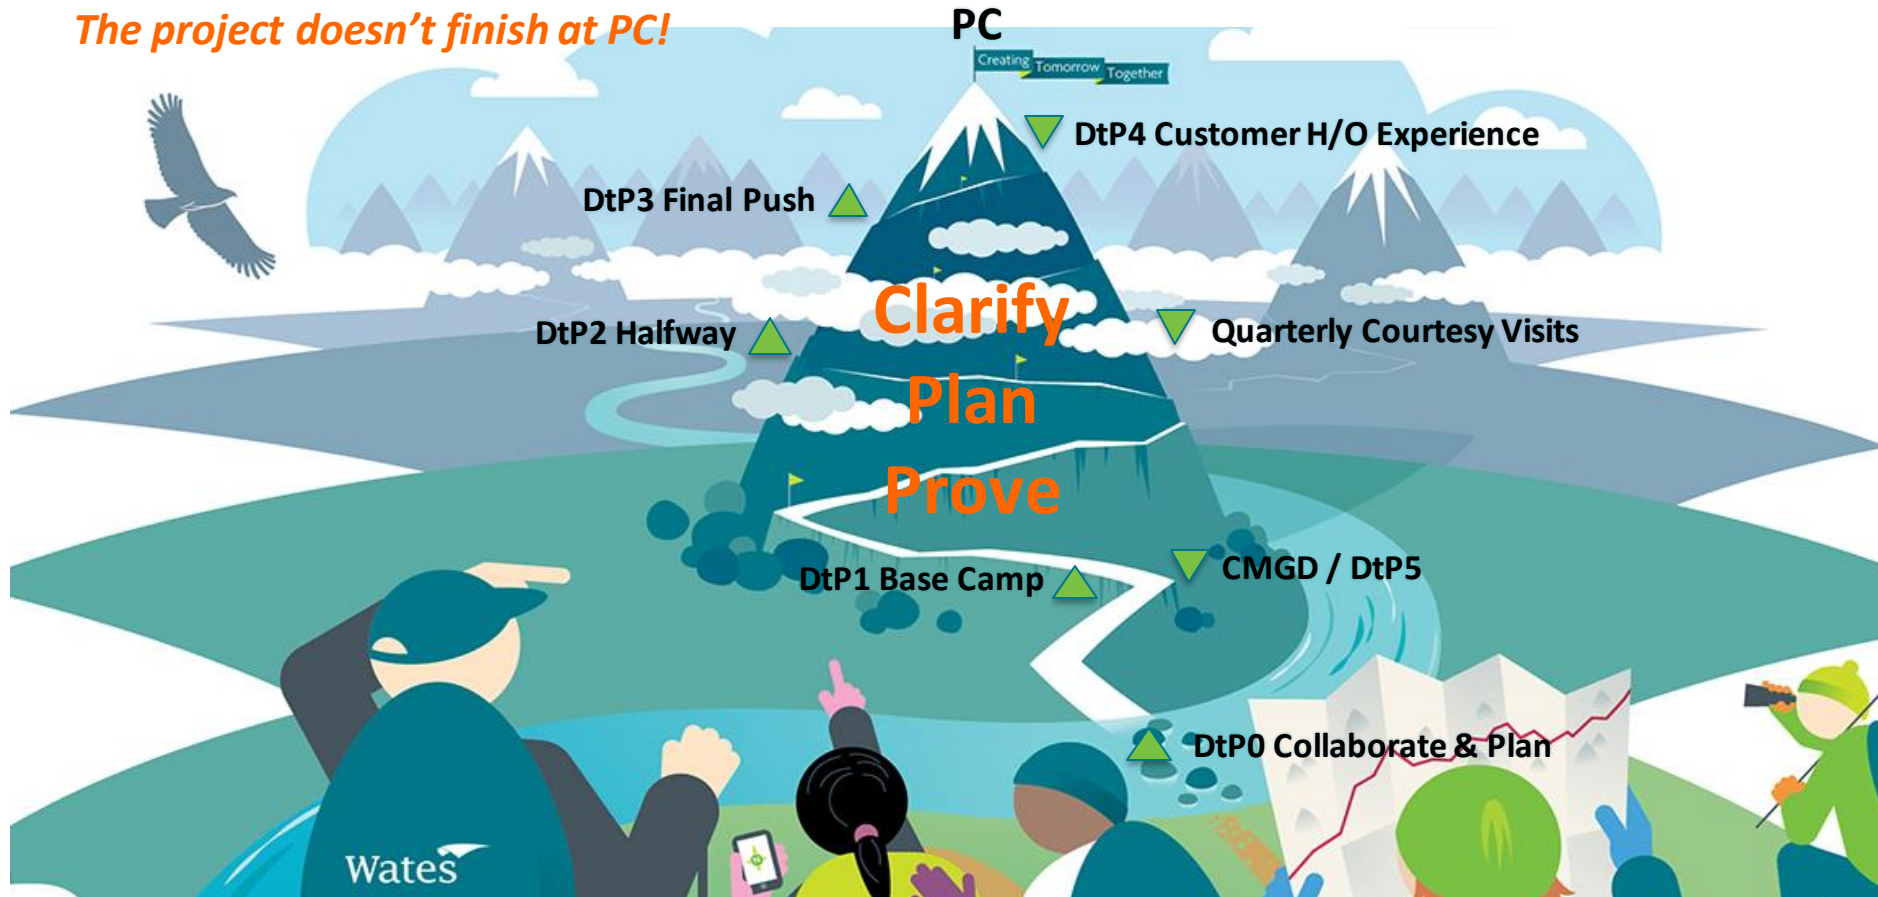 The project doesn't finish at PC!
PC
Creating Tomorrow Together
DtP4 Customer H/O Experience
DtP3 Final Push
Clarify
DtP2 Halfway
Quarterly Courtesy Visits
Plan
Prove
DtP1 Base Camp
CMGD / DtP5
DtP0 Collaborate & Plan
Wates